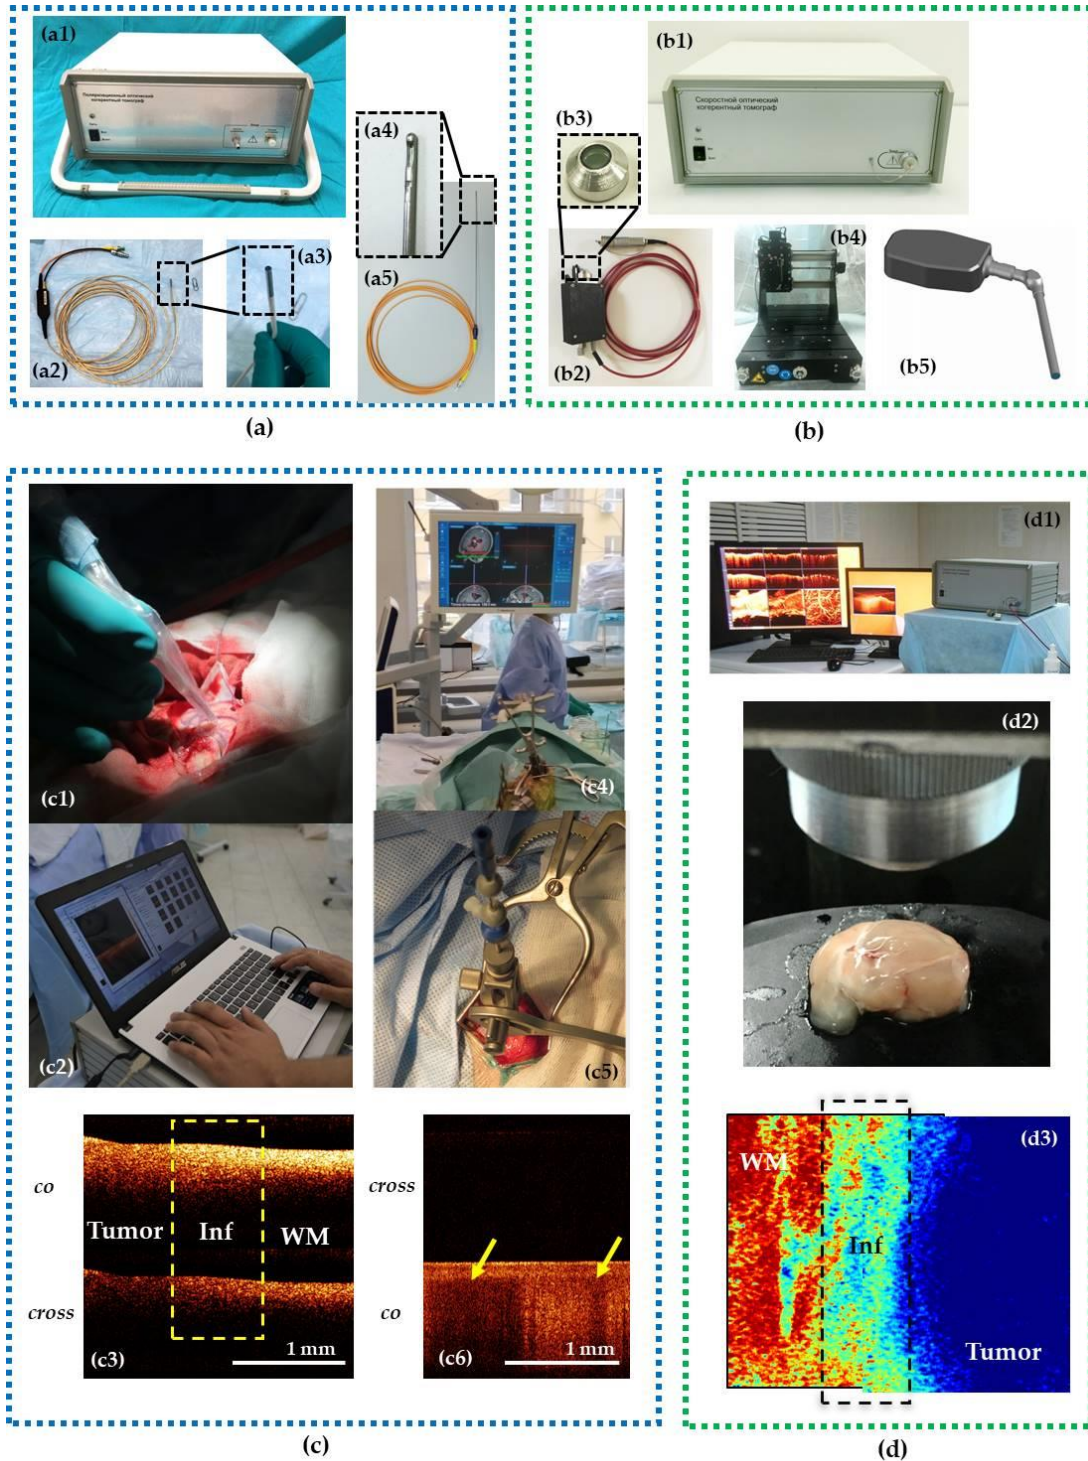 (a1)
Поляризационный оптический
когерентный томограф
(a2)
(a3)
(a4)
(a5)
(a)
(b1)
Скоростной оптический
когерентный томограф
(b2)
(b3)
(b4)
(b5)
(b)
(c1)
(c2)
ASUS
co
Tumor
Inf
WM
cross
(c3)
1 mm
(c4)
(c5)
cross
co
(c6)
1 mm
(c)
(d1)
(d2)
WM
(d3)
Inf
Tumor
(d)